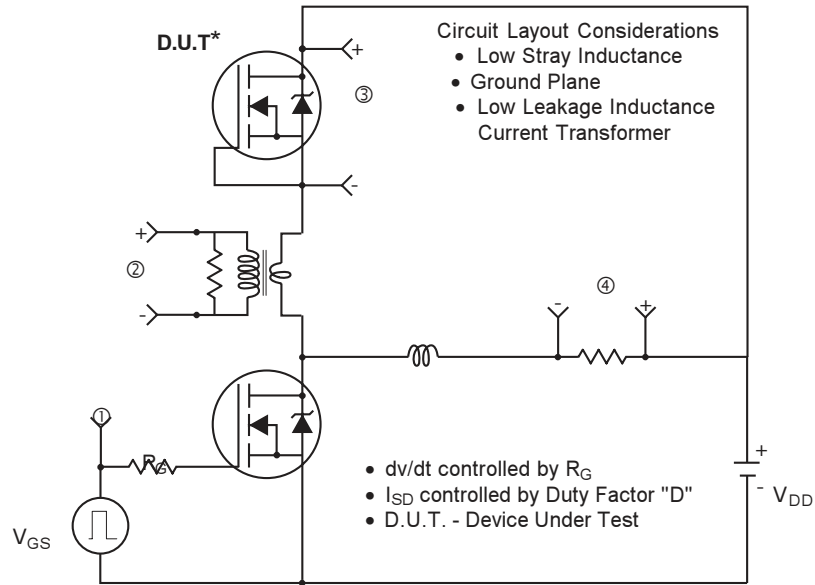 D.U.T*
Circuit Layout Considerations
• Low Stray Inductance
• Ground Plane
• Low Leakage Inductance
Current Transformer
+
③
-
+
②
-
④
-
+
①
RG
• dv/dt controlled by RG
• ISD controlled by Duty Factor "D"
• D.U.T. - Device Under Test
+
-
VDD
VGS